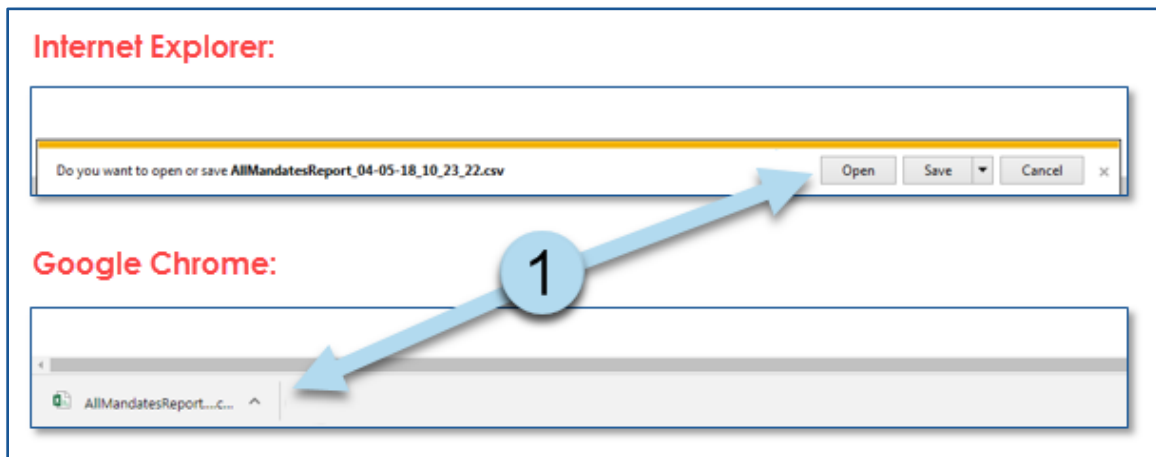 Internet Explorer:
Do you want to open or save AllMandatesReport_04-05-18_10_23_22.csv Open Save Cancel
1
Google Chrome:
AllMandatesReport....c...